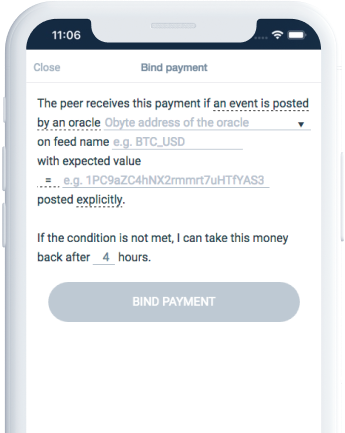 11:06
Close Bind payment
The peer receives this payment if an event is posted
by an oracle Obyte address of the oracle
on feed name e.g. BTC_USD
with expected value
= e.g. 1PC9aZC4hNX2rmmrt7uHTfYAS3
posted explicitly.
If the condition is not met, I can take this money
back after 4 hours.
BIND PAYMENT